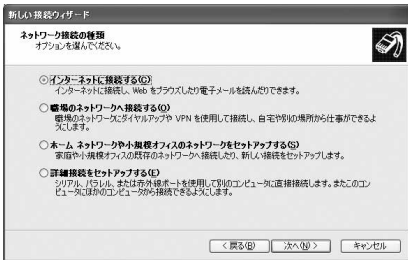 新しい接続ウィザード
ネットワーク接続の種類
オプションを選んでください。
インターネットに接続する(C)
インターネットに接続し、Web をブラウズしたり電子メールを読んだりできます。
職場のネットワークへ接続する(O)
職場のネットワークにダイヤルアップや VPN を使用して接続し、自宅や別の場所から仕事ができるよ
うにします。
ホーム ネットワークや小規模オフィスのネットワークをセットアップする(S)
家庭や小規模オフィスの既存のネットワークへ接続したり、新しい接続をセットアップします。
詳細接続をセットアップする(E)
シリアル、パラレル、または赤外線ポートを使用して別のコンピュータに直接接続します。またこのコン
ピュータにほかのコンピュータから接続できるようにします。
< 戻る(B) 次へ(N) > キャンセル